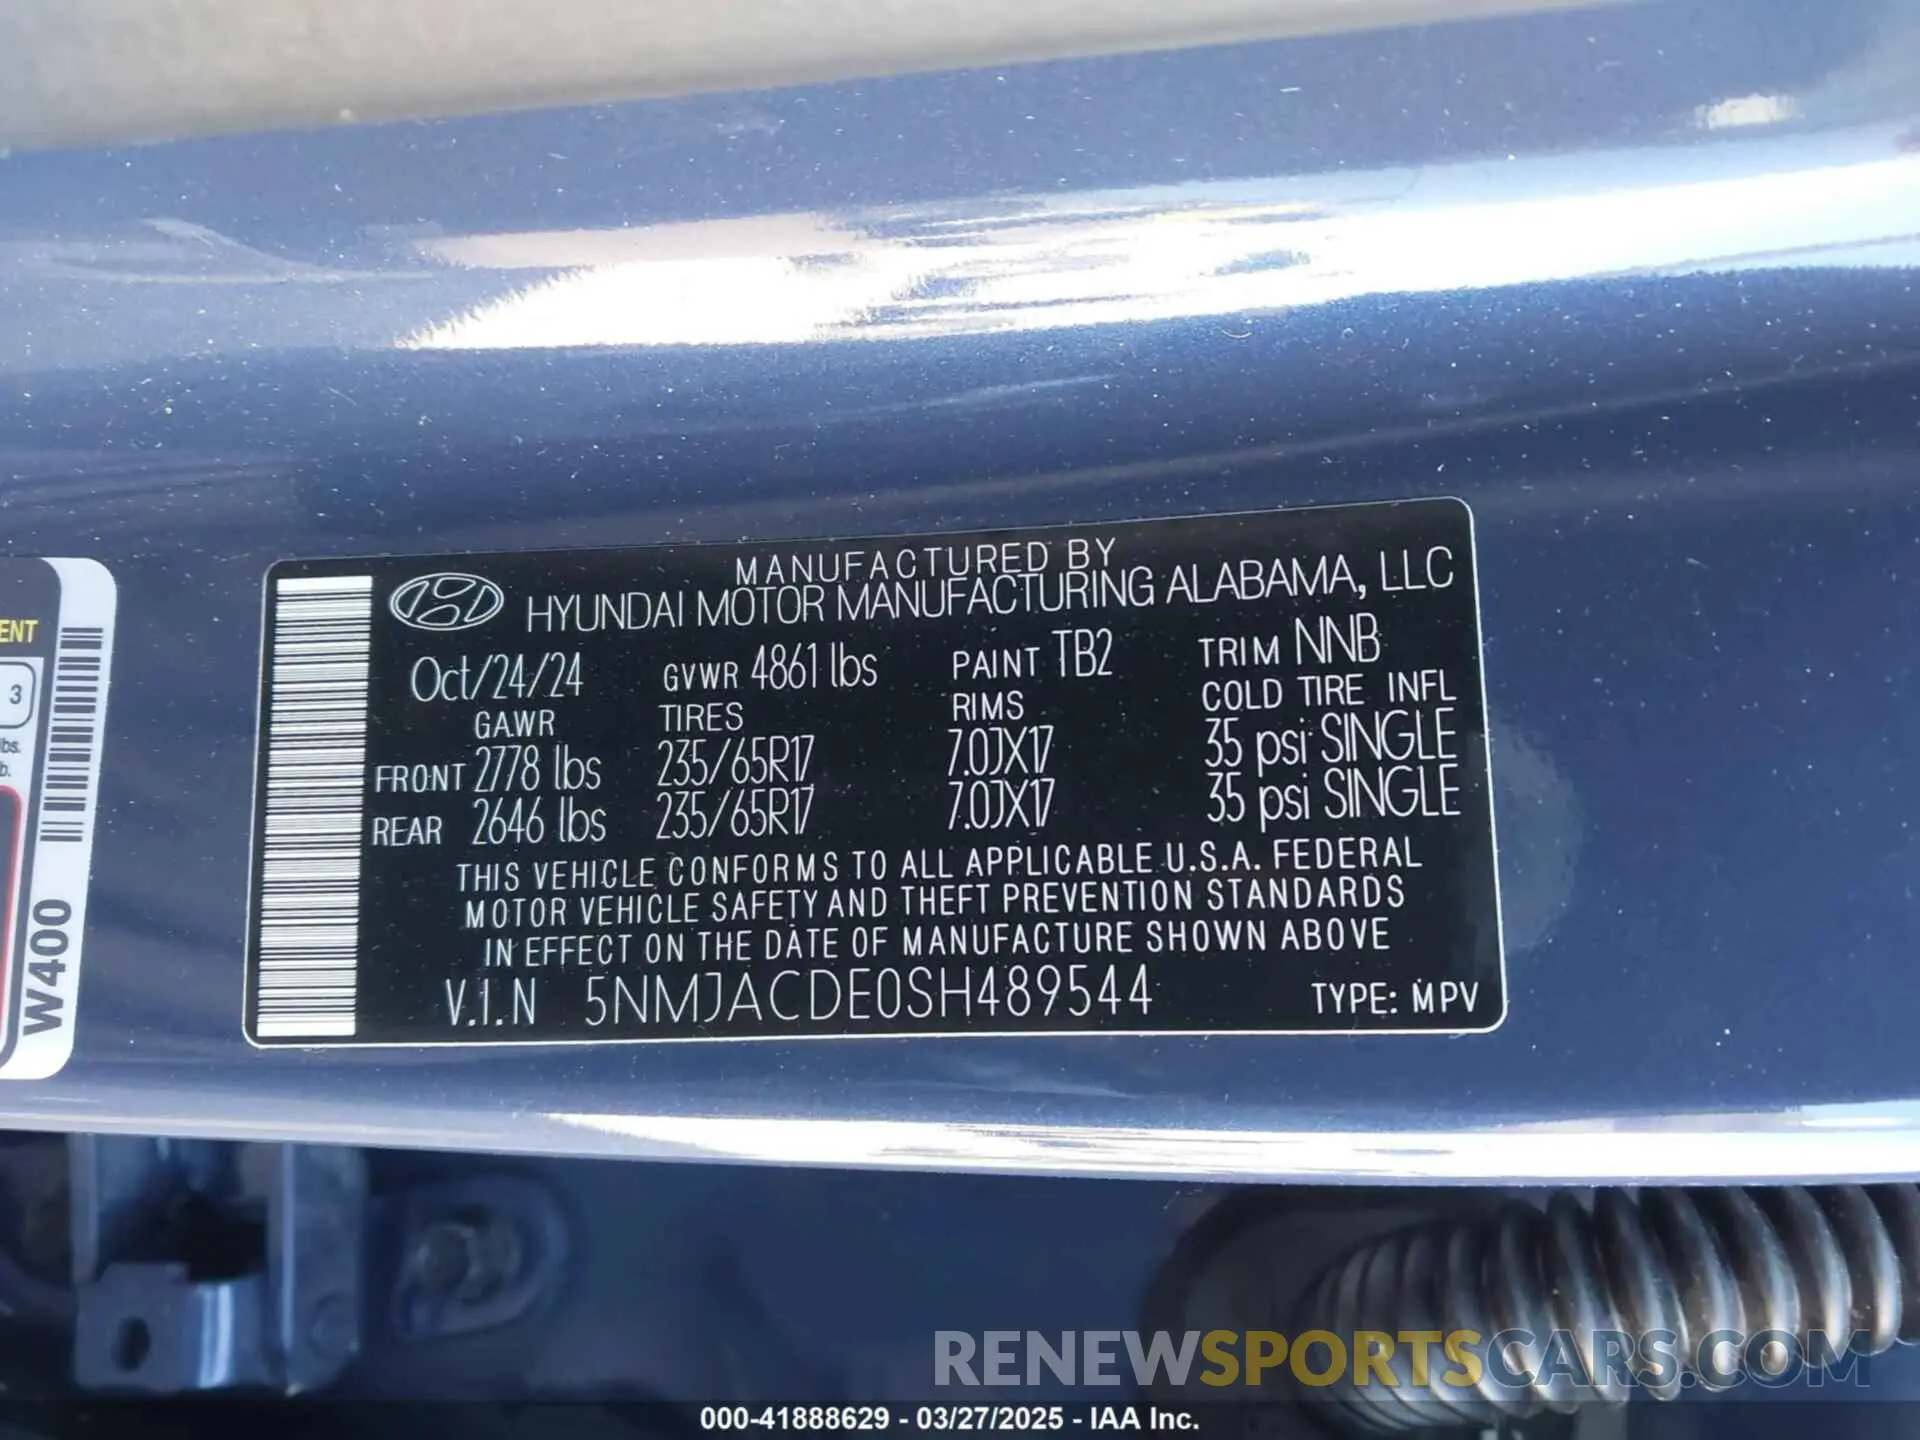 ENT
3
lbs.
b.
W400
MANUFACTURED BY
HYUNDAI MOTOR MANUFACTURING ALABAMA, LLC
Oct/24/24 GVWR 4861 lbs PAINT TB2 TRIM NNB
GAWR TIRES RIMS COLD TIRE INFL
FRONT 2778 lbs 235/65R17 7.0JX17 35 psi SINGLE
REAR 2646 lbs 235/65R17 7.0JX17 35 psi SINGLE
THIS VEHICLE CONFORMS TO ALL APPLICABLE U.S.A. FEDERAL
MOTOR VEHICLE SAFETY AND THEFT PREVENTION STANDARDS
IN EFFECT ON THE DATE OF MANUFACTURE SHOWN ABOVE
V.I.N 5NMJACDE0SH489544 TYPE: MPV
RENEWSPORTSCARS.COM
000-41888629 - 03/27/2025 - IAA Inc.